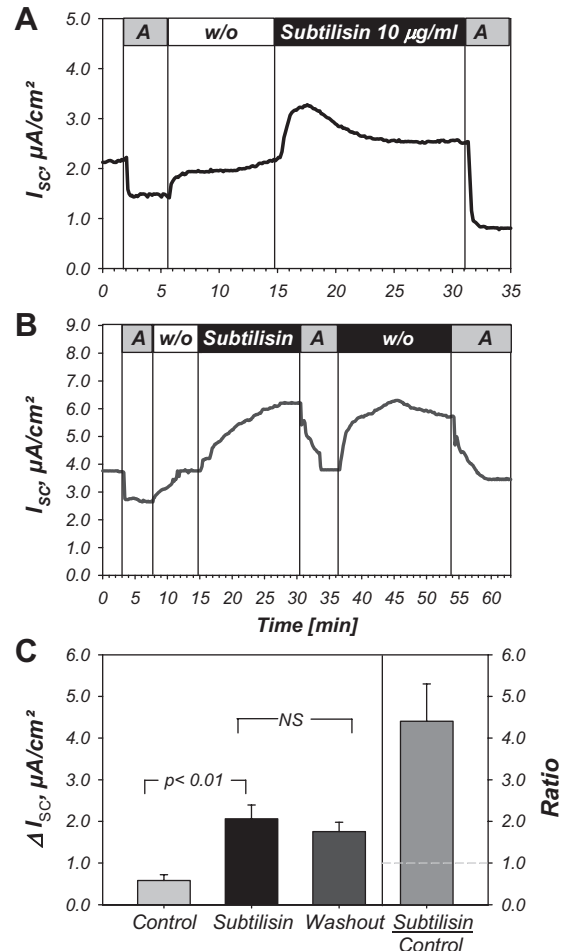 A
A w/o Subtilisin 10 µg/ml A
5.0
4.0
3.0
2.0
1.0
0.0
I_SC, µA/cm²
0 5 10 15 20 25 30 35
B
A w/o Subtilisin A w/o A
9.0
8.0
7.0
6.0
5.0
4.0
3.0
2.0
1.0
0.0
I_SC, µA/cm²
0 5 10 15 20 25 30 35 40 45 50 55 60
Time [min]
C
6.0 6.0
5.0 5.0
4.0 4.0
3.0 3.0
2.0 2.0
1.0 1.0
0.0 0.0
Δ I_SC, µA/cm²
Ratio
NS
p< 0.01
Control Subtilisin Washout Subtilisin
Control